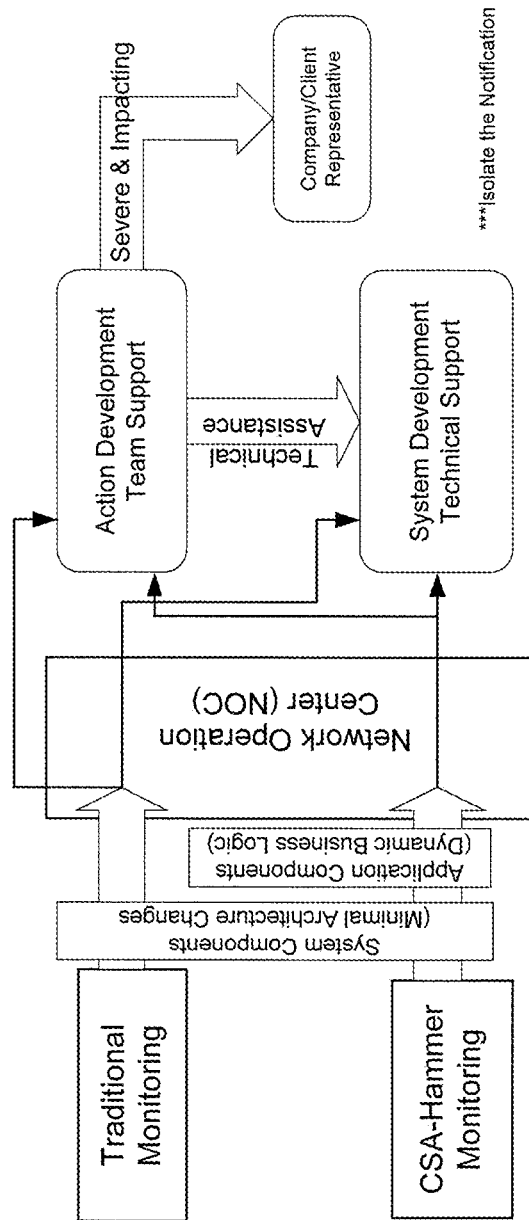 Traditional
Monitoring
CSA-Hammer
Monitoring
System Components
(Minimal Architecture Changes
Application Components
(Dynamic Business Logic)
Network Operation
Center (NOC)
Action Development
Team Support
Technical
Assistance
System Development
Technical Support
Severe & Impacting
Company/Client
Representative
***Isolate the Notification